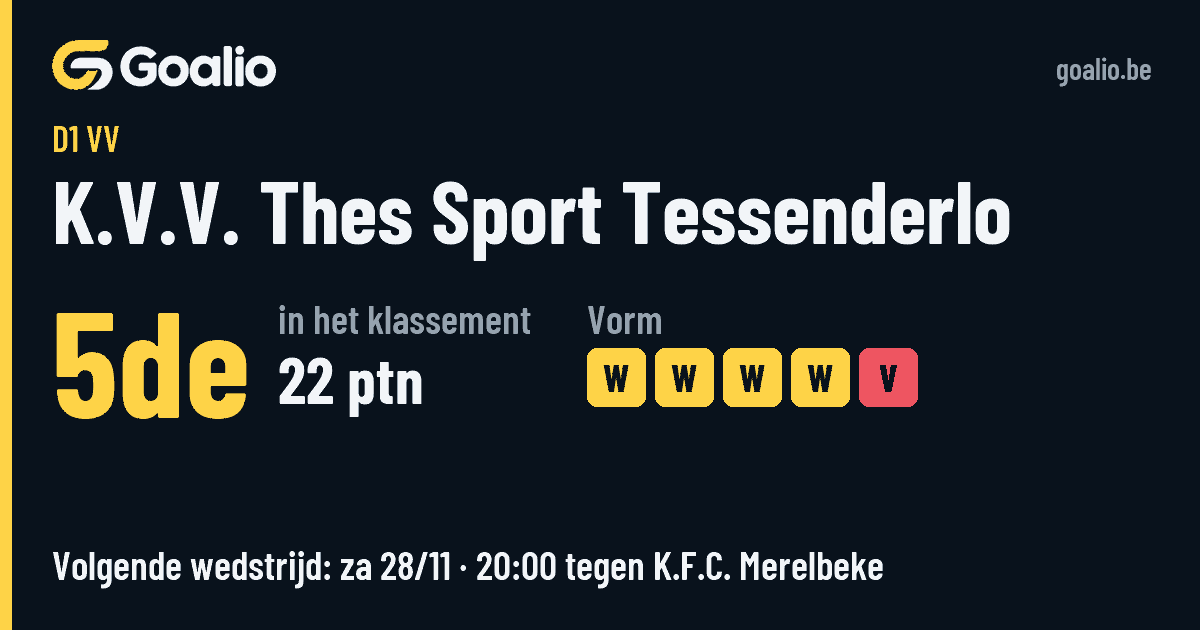 Goalio
goalio.be
D1 VV
K.V.V. Thes Sport Tessenderlo
5de
in het klassement
22 ptn
Vorm
W W W W V
Volgende wedstrijd: za 28/11 · 20:00 tegen K.F.C. Merelbeke